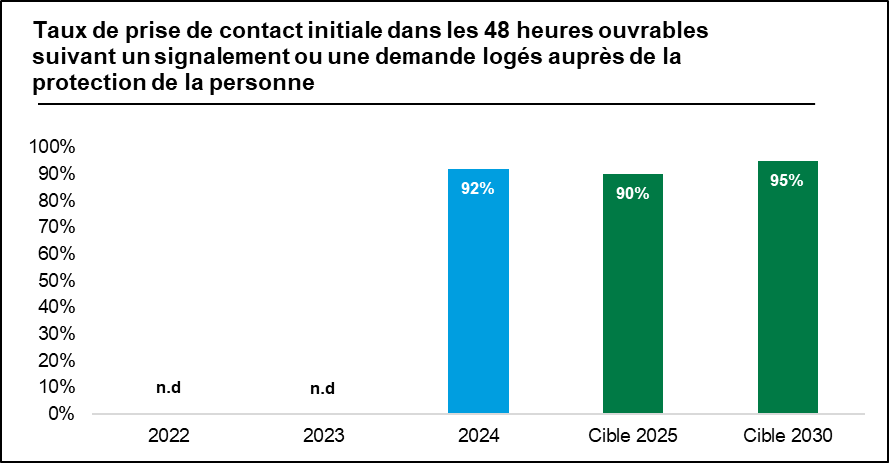 Taux de prise de contact initiale dans les 48 heures ouvrables
suivant un signalement ou une demande logés auprès de la
protection de la personne
100%
90%
80%
70%
60%
50%
40%
30%
20%
10%
0%
n.d
n.d
92%
90%
95%
2022
2023
2024
Cible 2025
Cible 2030